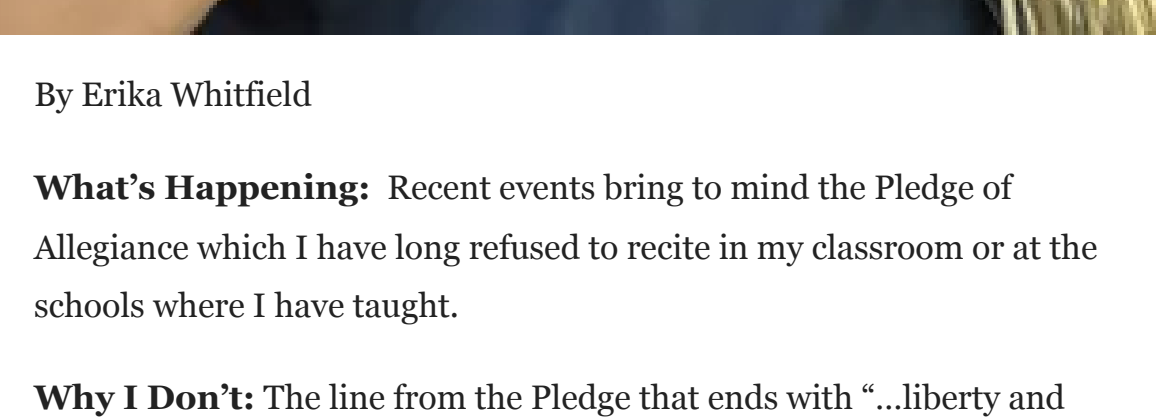 By Erika Whitfield
What’s Happening:  Recent events bring to mind the Pledge of
Allegiance which I have long refused to recite in my classroom or at the
schools where I have taught.
Why I Don’t: The line from the Pledge that ends with “…liberty and